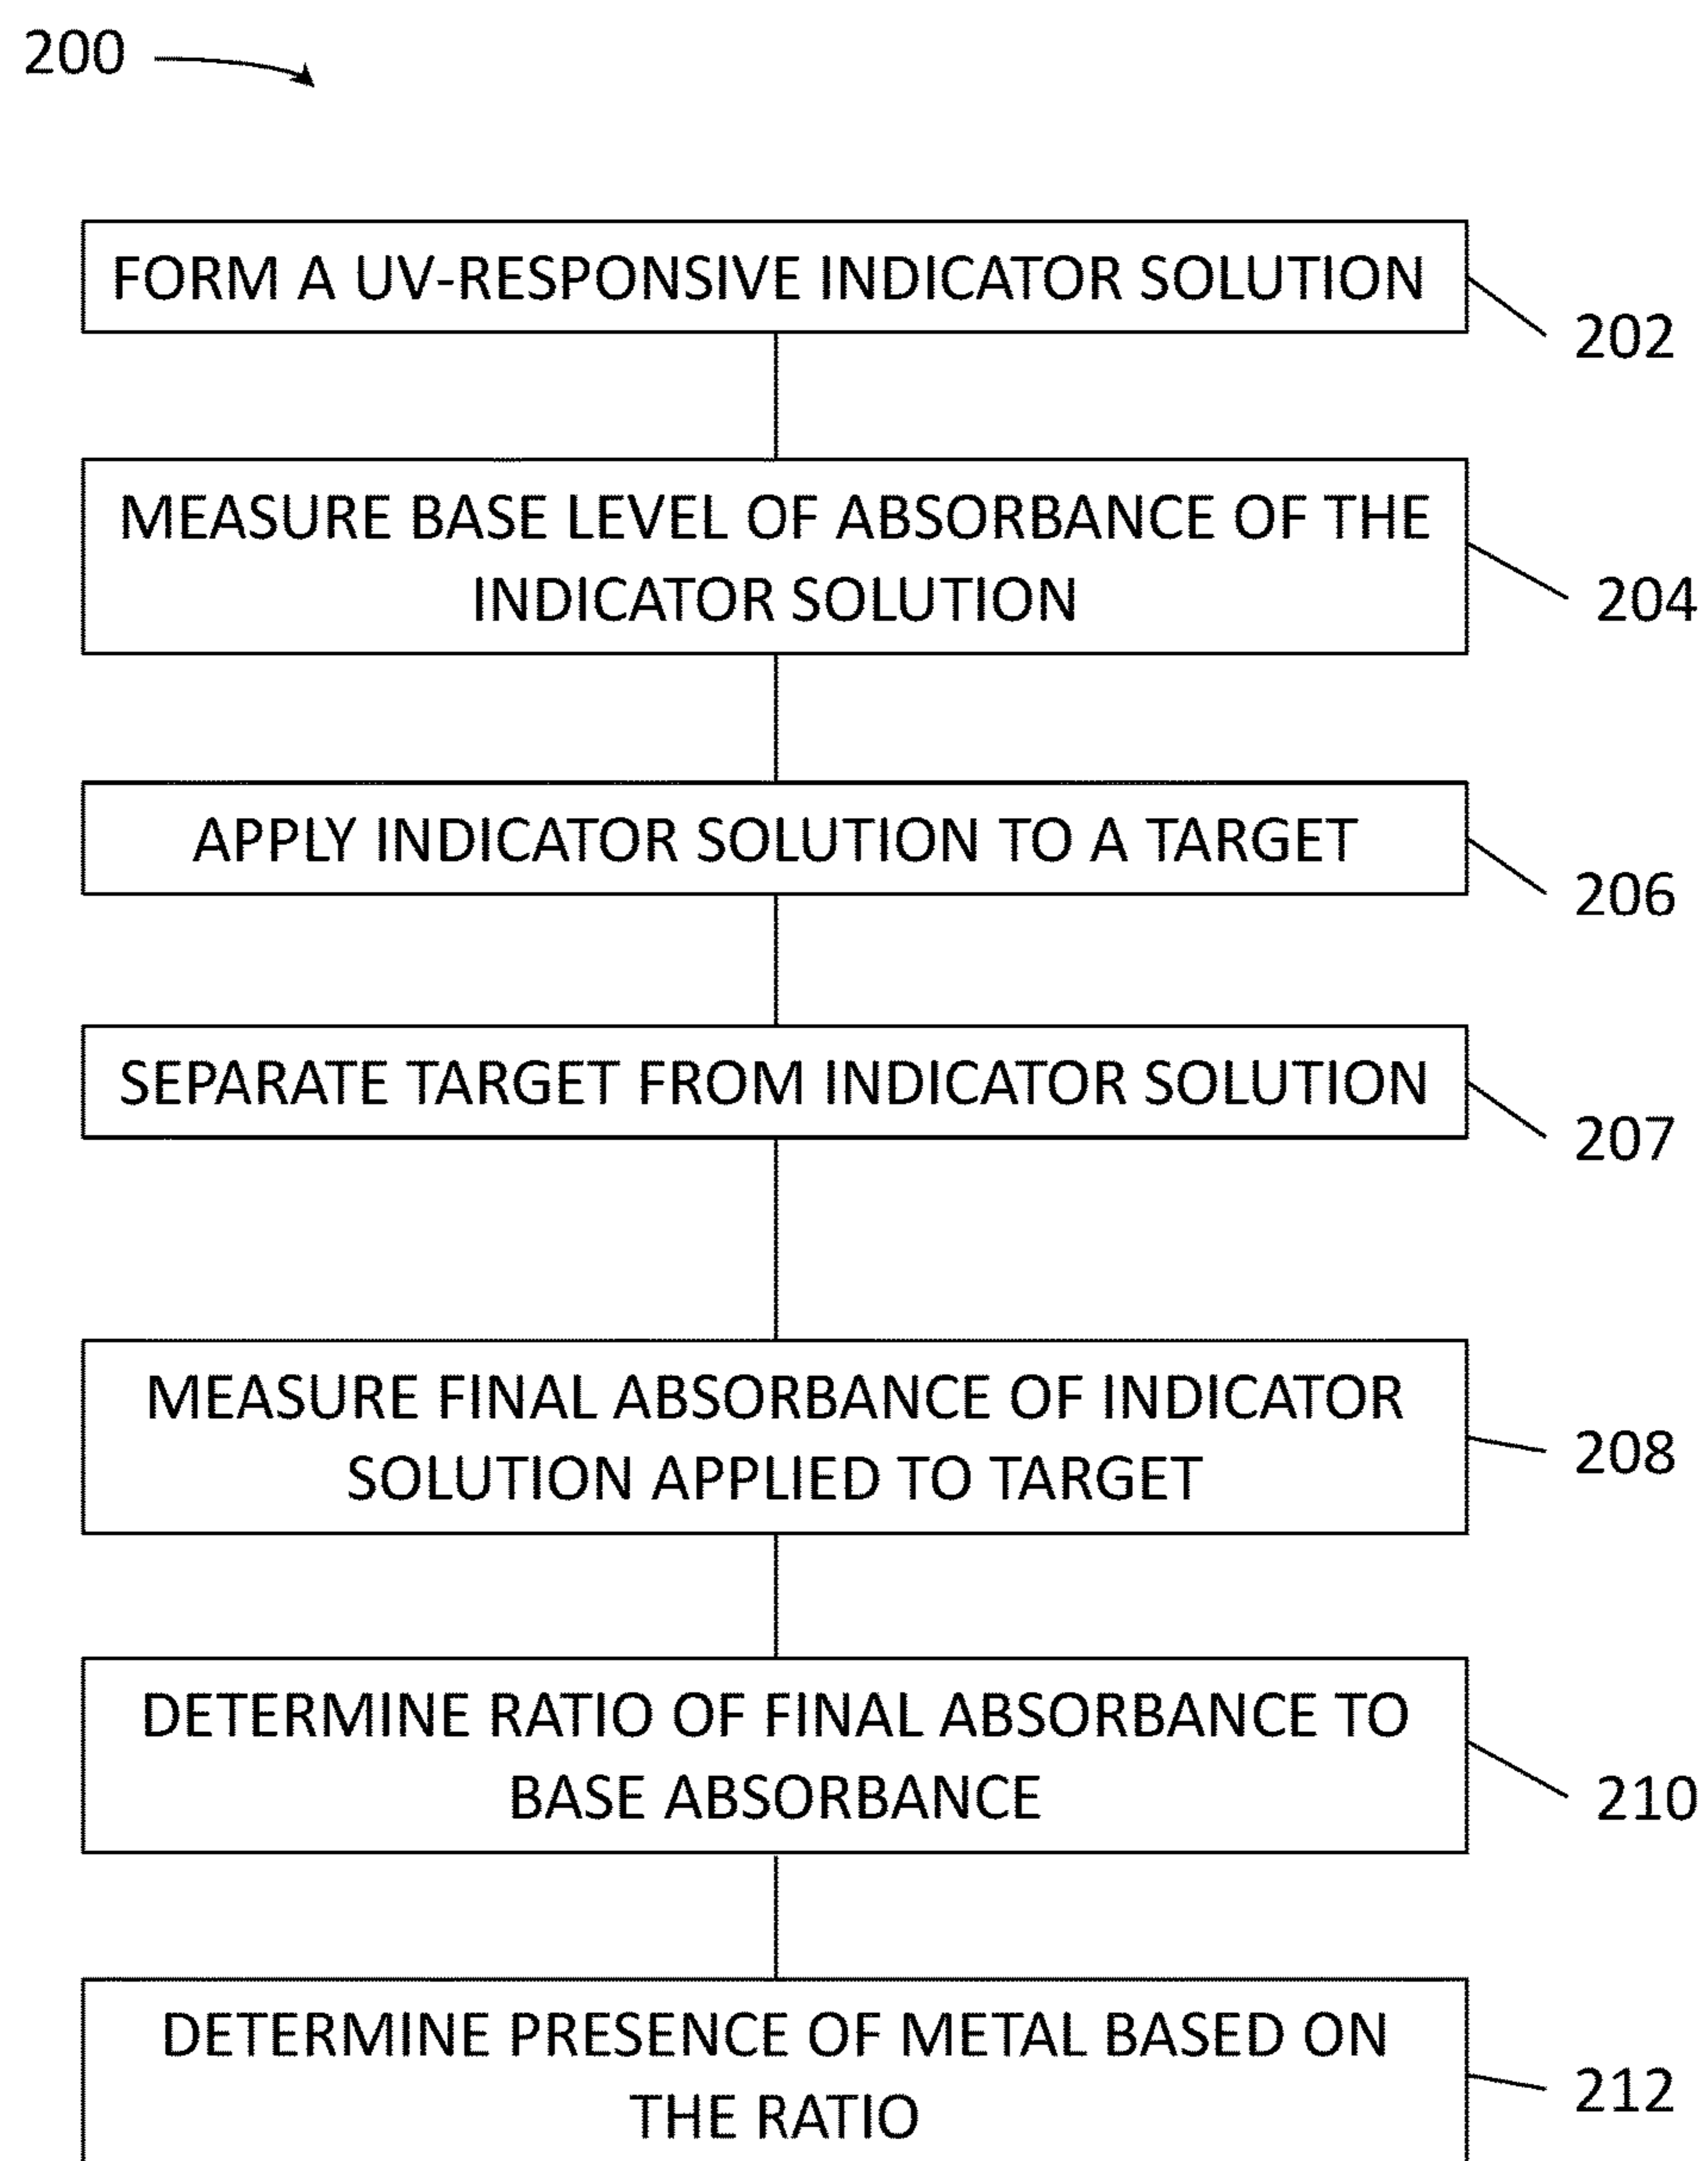 200
FORM A UV-RESPONSIVE INDICATOR SOLUTION
202
MEASURE BASE LEVEL OF ABSORBANCE OF THE
INDICATOR SOLUTION
204
APPLY INDICATOR SOLUTION TO A TARGET
206
SEPARATE TARGET FROM INDICATOR SOLUTION
207
MEASURE FINAL ABSORBANCE OF INDICATOR
SOLUTION APPLIED TO TARGET
208
DETERMINE RATIO OF FINAL ABSORBANCE TO
BASE ABSORBANCE
210
DETERMINE PRESENCE OF METAL BASED ON
THE RATIO
212